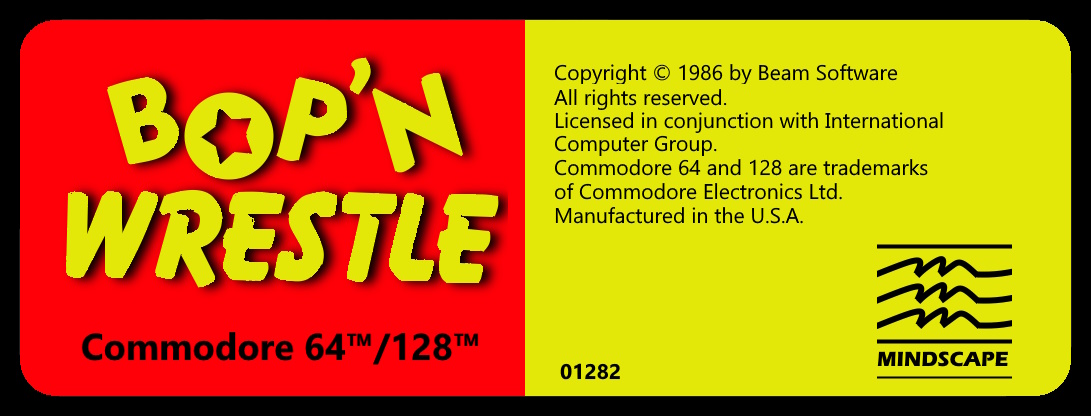 BOP'N
WRESTLE
Commodore 64™/128™
Copyright © 1986 by Beam Software
All rights reserved.
Licensed in conjunction with International
Computer Group.
Commodore 64 and 128 are trademarks
of Commodore Electronics Ltd.
Manufactured in the U.S.A.
MINDSCAPE
01282